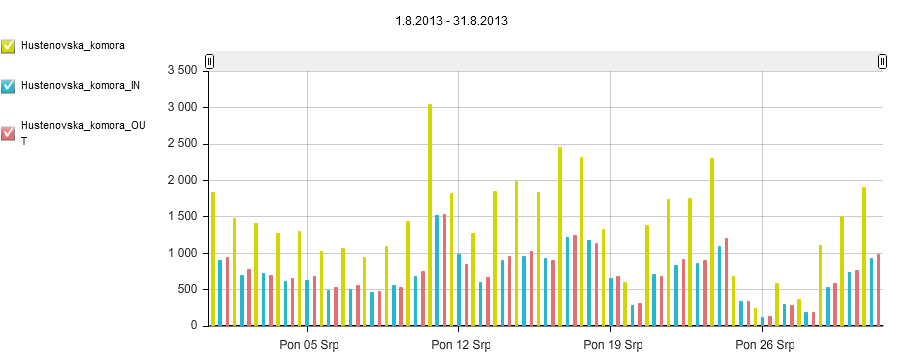 1.8.2013 - 31.8.2013
Hustenovska_komora
Hustenovska_komora_IN
Hustenovska_komora_OU
T
3 500
3 000
2 500
2 000
1 500
1 000
500
0
Pon 05 Srp
Pon 12 Srp
Pon 19 Srp
Pon 26 Srp